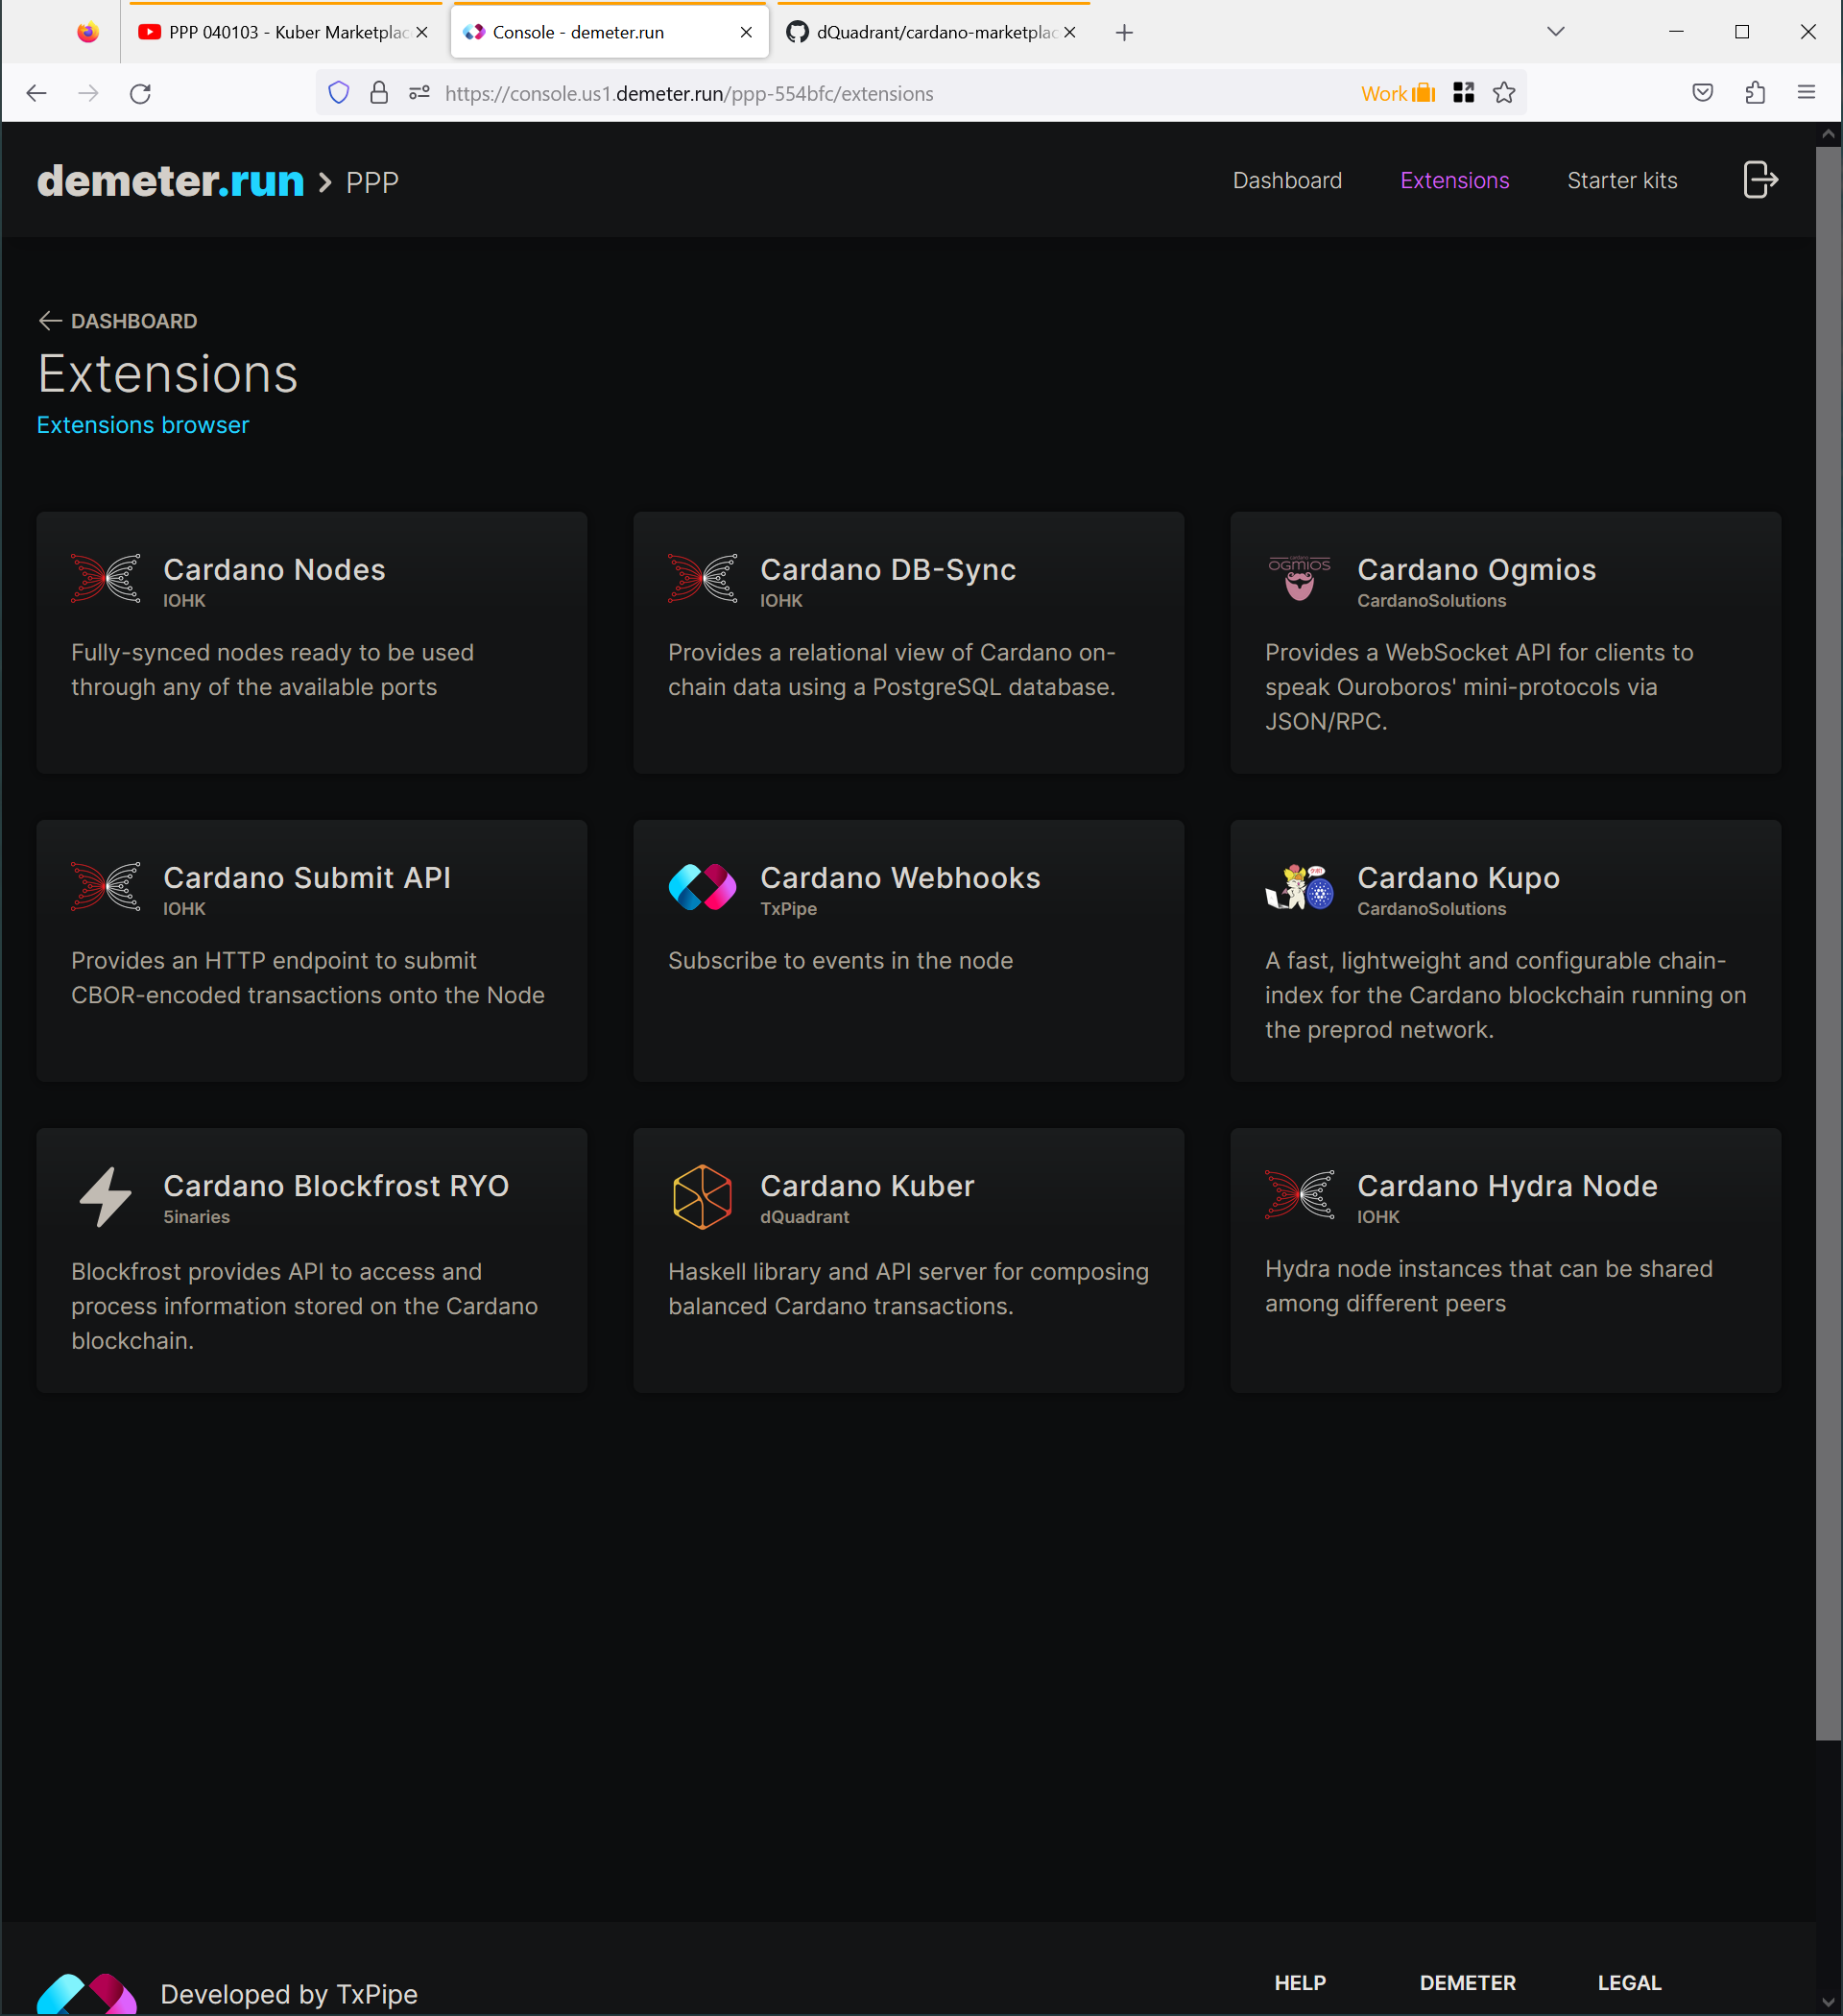 PPP 040103 - Kuber Marketplac
Console - demeter.run
dQuadrant/cardano-marketplac
https://console.us1.demeter.run/ppp-554bfc/extensions
Work
demeter.run > PPP
Dashboard
Extensions
Starter kits
DASHBOARD
Extensions
Extensions browser
Cardano Nodes
IOHK
Fully-synced nodes ready to be used
through any of the available ports
Cardano DB-Sync
IOHK
Provides a relational view of Cardano on-
chain data using a PostgreSQL database.
OGMIOS
Cardano Ogmios
CardanoSolutions
Provides a WebSocket API for clients to
speak Ouroboros' mini-protocols via
JSON/RPC.
Cardano Submit API
IOHK
Provides an HTTP endpoint to submit
CBOR-encoded transactions onto the Node
Cardano Webhooks
TxPipe
Subscribe to events in the node
Cardano Kupo
CardanoSolutions
A fast, lightweight and configurable chain-
index for the Cardano blockchain running on
the preprod network.
Cardano Blockfrost RYO
5inaries
Blockfrost provides API to access and
process information stored on the Cardano
blockchain.
Cardano Kuber
dQuadrant
Haskell library and API server for composing
balanced Cardano transactions.
Cardano Hydra Node
IOHK
Hydra node instances that can be shared
among different peers
Developed by TxPipe
HELP
DEMETER
LEGAL